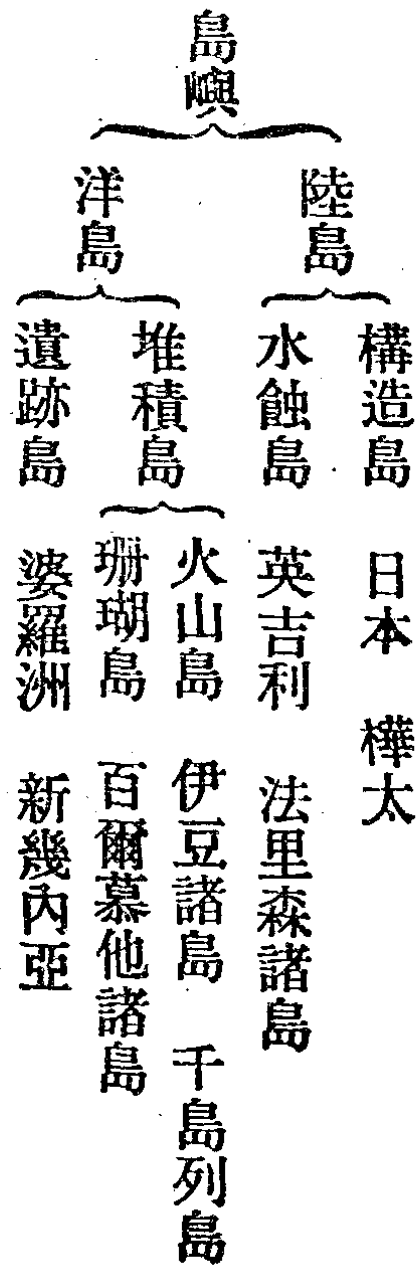 島嶼
陸島
構造島 日本 樺太
水蝕島 英吉利 法里森諸島
洋島
堆積島
火山島 伊豆諸島 千島列島
珊瑚島 百爾慕他諸島
遺跡島 婆羅洲 新幾內亞